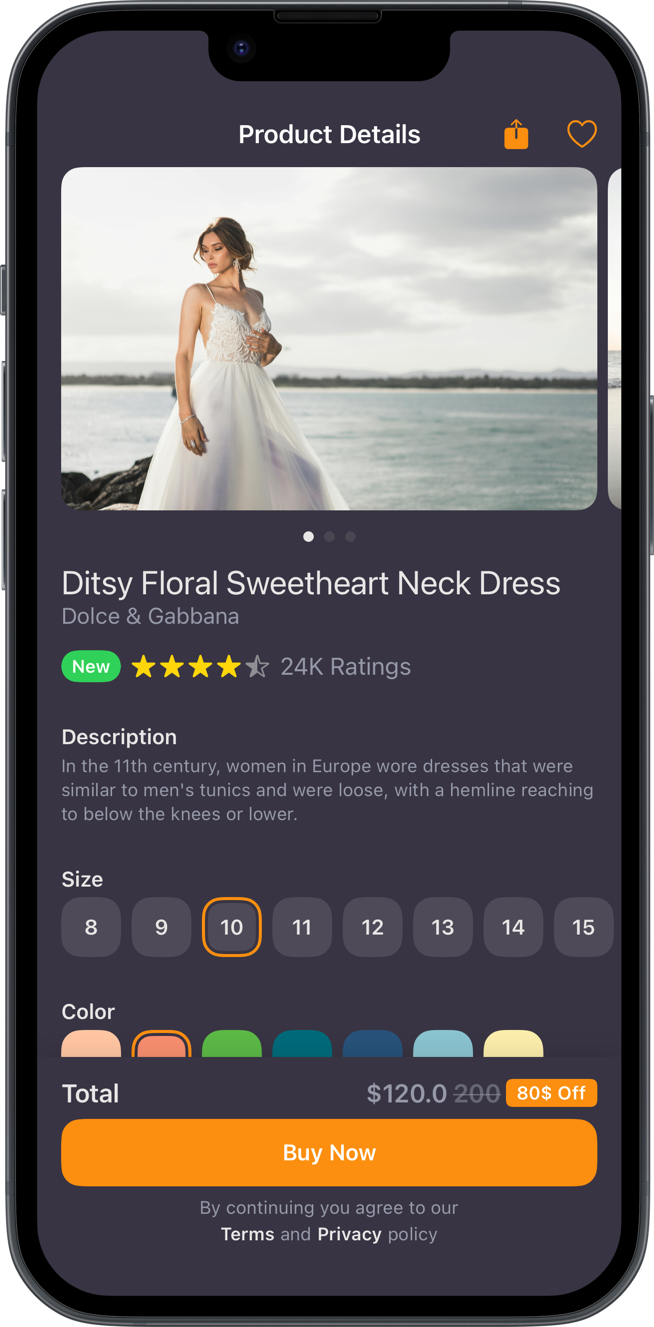 Product Details
Ditsy Floral Sweetheart Neck Dress
Dolce & Gabbana
New 24K Ratings
Description
In the 11th century, women in Europe wore dresses that were
similar to men's tunics and were loose, with a hemline reaching
to below the knees or lower.
Size
8 9 10 11 12 13 14 15
Color
Total $120.0 200 80$ Off
Buy Now
By continuing you agree to our
Terms and Privacy policy